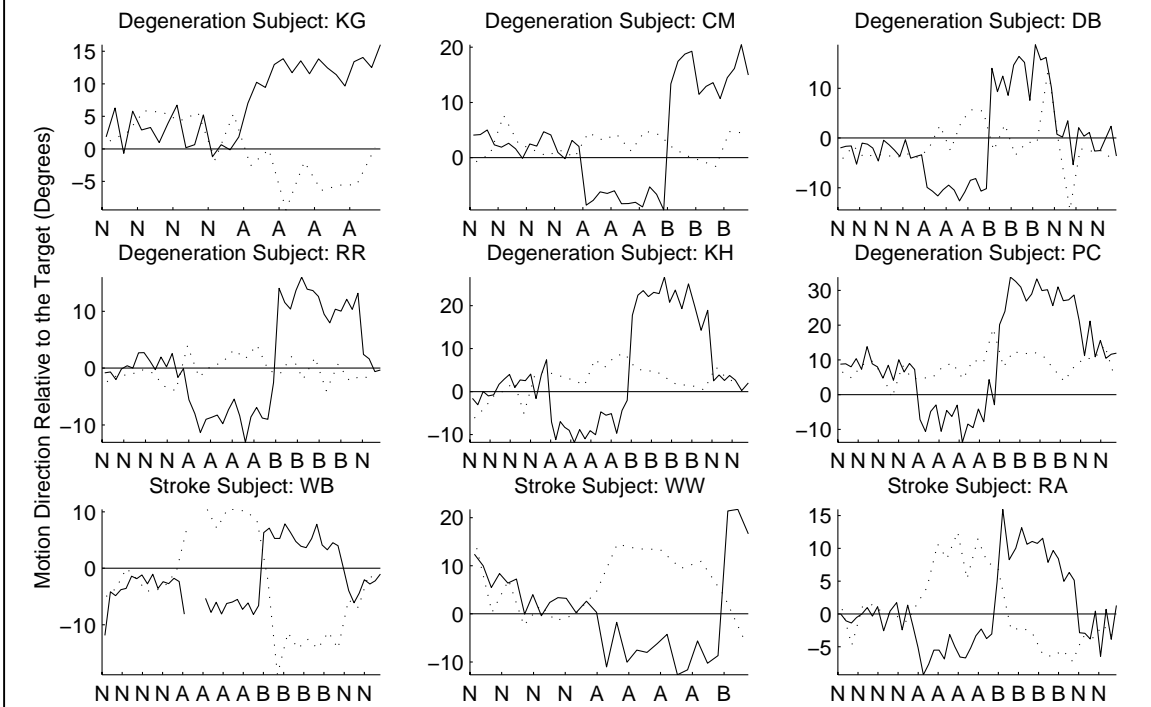 Motion Direction Relative to the Target (Degrees)
Degeneration Subject: KG
15
10
5
0
−5
N N N N A A A A
Degeneration Subject: CM
20
10
0
N N N N A A A B B B
Degeneration Subject: DB
10
0
−10
N N N N A A A B B B N N N
Degeneration Subject: RR
10
0
−10
N N N N A A A A B B B B N
Degeneration Subject: KH
20
10
0
−10
N N N N A A A A B B B B N N
Degeneration Subject: PC
30
20
10
0
−10
N N N N A A A A B B B B N N
Stroke Subject: WB
10
0
−10
N N N N A A A A B B B B N N
Stroke Subject: WW
20
10
0
−10
N N N N A A A A B
Stroke Subject: RA
15
10
5
0
−5
N N N N A A A A B B B B N N